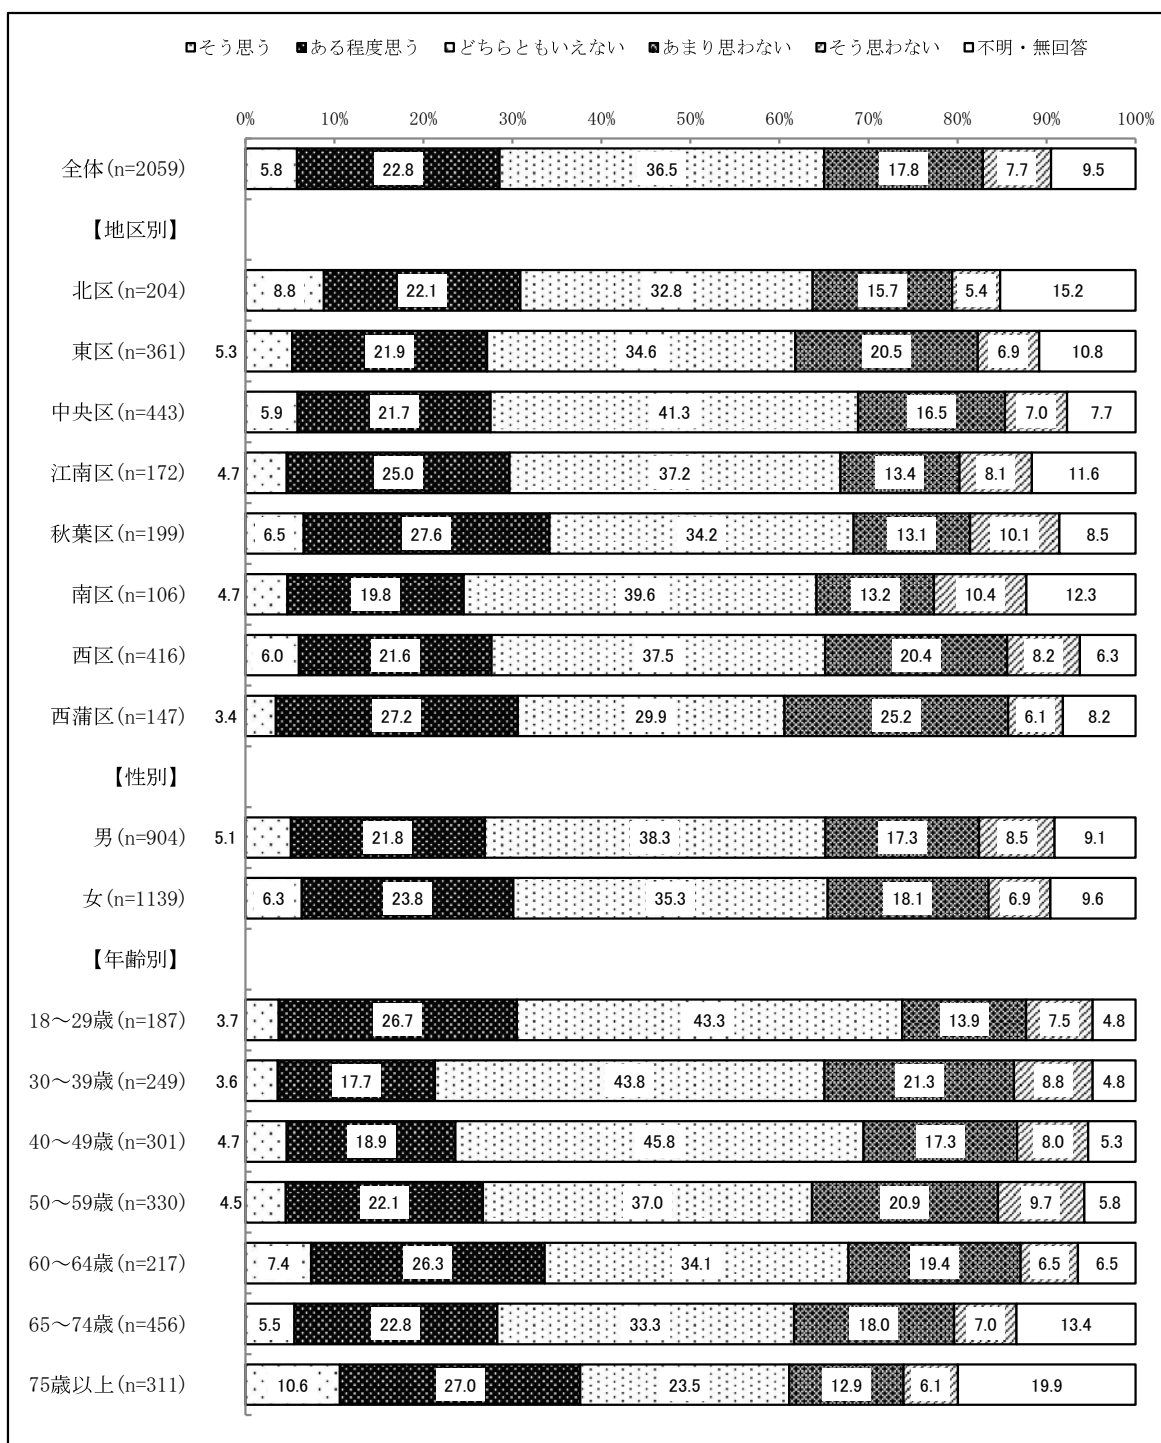 そう思う ある程度思う どちらともいえない あまり思わない そう思わない 不明・無回答
0% 10% 20% 30% 40% 50% 60% 70% 80% 90% 100%
全体(n=2059) 5.8 22.8 36.5 17.8 7.7 9.5
【地区別】
北区(n=204) 8.8 22.1 32.8 15.7 5.4 15.2
東区(n=361) 5.3 21.9 34.6 20.5 6.9 10.8
中央区(n=443) 5.9 21.7 41.3 16.5 7.0 7.7
江南区(n=172) 4.7 25.0 37.2 13.4 8.1 11.6
秋葉区(n=199) 6.5 27.6 34.2 13.1 10.1 8.5
南区(n=106) 4.7 19.8 39.6 13.2 10.4 12.3
西区(n=416) 6.0 21.6 37.5 20.4 8.2 6.3
西蒲区(n=147) 3.4 27.2 29.9 25.2 6.1 8.2
【性別】
男(n=904) 5.1 21.8 38.3 17.3 8.5 9.1
女(n=1139) 6.3 23.8 35.3 18.1 6.9 9.6
【年齢別】
18～29歳(n=187) 3.7 26.7 43.3 13.9 7.5 4.8
30～39歳(n=249) 3.6 17.7 43.8 21.3 8.8 4.8
40～49歳(n=301) 4.7 18.9 45.8 17.3 8.0 5.3
50～59歳(n=330) 4.5 22.1 37.0 20.9 9.7 5.8
60～64歳(n=217) 7.4 26.3 34.1 19.4 6.5 6.5
65～74歳(n=456) 5.5 22.8 33.3 18.0 7.0 13.4
75歳以上(n=311) 10.6 27.0 23.5 12.9 6.1 19.9